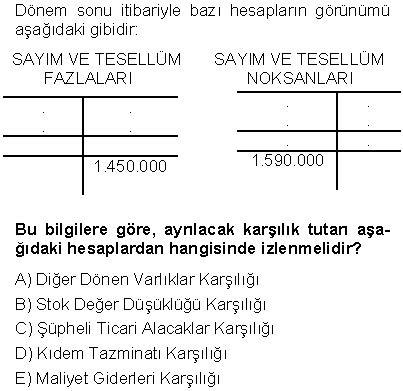 Dönem sonu itibariyle bazı hesapların görünümü
aşağıdaki gibidir:
SAYIM VE TESELLÜM FAZLALARI
SAYIM VE TESELLÜM NOKSANLARI
1.450.000
1.590.000
Bu bilgilere göre, ayrılacak karşılık tutarı aşa-
ğıdaki hesaplardan hangisinde izlenmelidir?
A) Diğer Dönen Varlıklar Karşılığı
B) Stok Değer Düşüklüğü Karşılığı
C) Şüpheli Ticari Alacaklar Karşılığı
D) Kıdem Tazminatı Karşılığı
E) Maliyet Giderleri Karşılığı